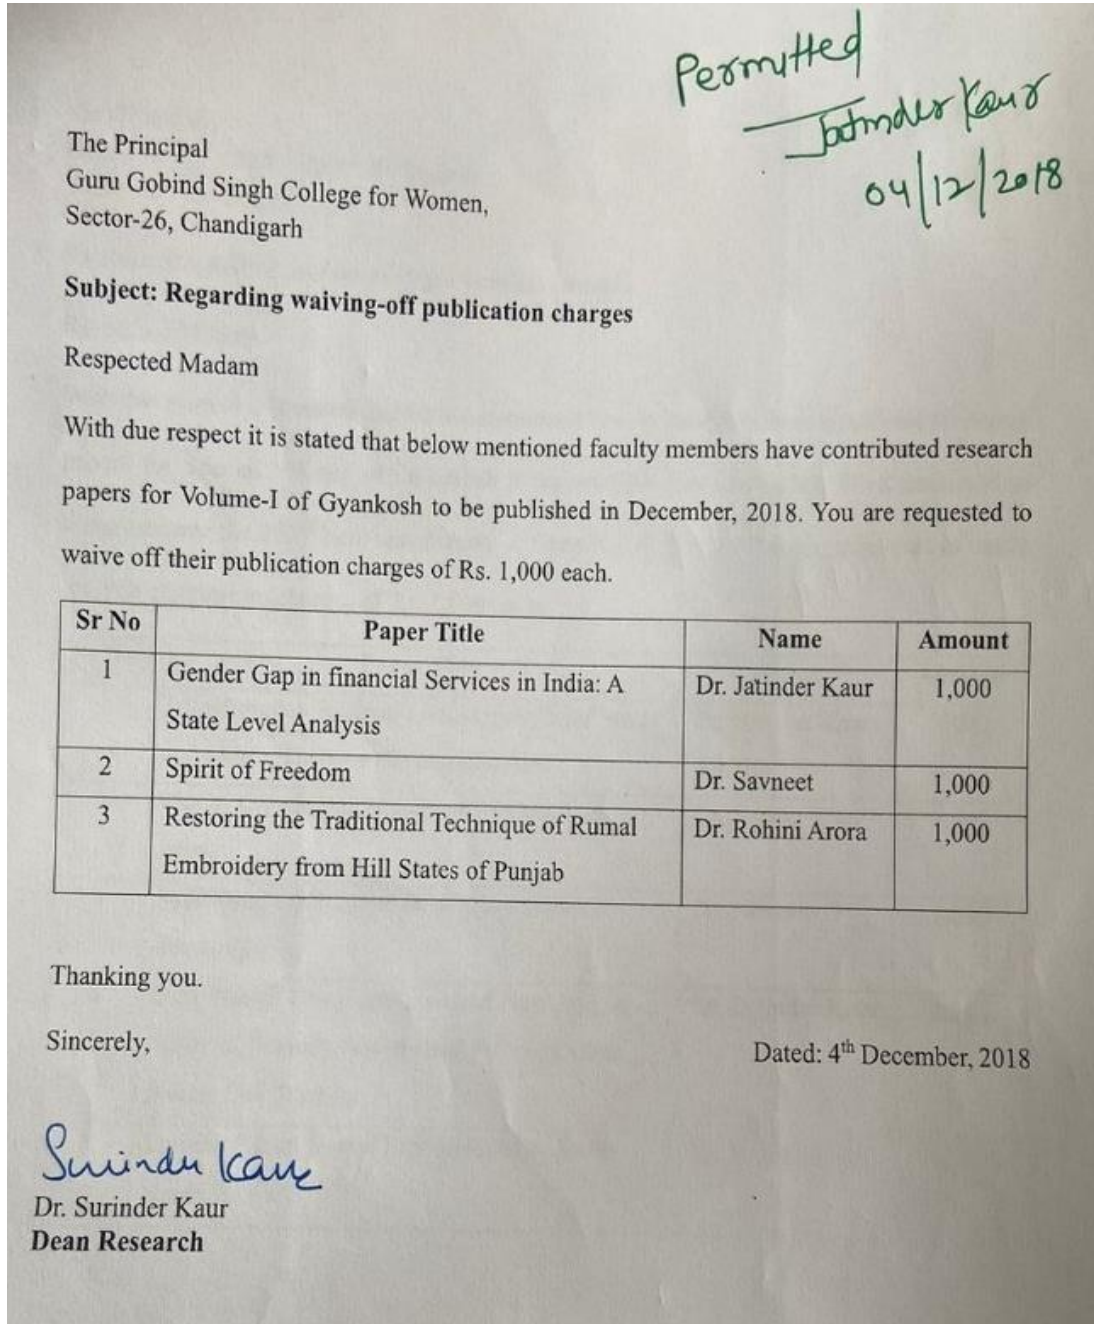 Permitted
Jatinder Kaur
04/12/2018
The Principal
Guru Gobind Singh College for Women,
Sector-26, Chandigarh
Subject: Regarding waiving-off publication charges
Respected Madam
With due respect it is stated that below mentioned faculty members have contributed research
papers for Volume-I of Gyankosh to be published in December, 2018. You are requested to
waive off their publication charges of Rs. 1,000 each.
Sr No Paper Title Name Amount
1 Gender Gap in financial Services in India: A Dr. Jatinder Kaur 1,000
State Level Analysis
2 Spirit of Freedom Dr. Savneet 1,000
3 Restoring the Traditional Technique of Rumal Dr. Rohini Arora 1,000
Embroidery from Hill States of Punjab
Thanking you.
Sincerely,
Dated: 4th December, 2018
Surinder Kaur
Dr. Surinder Kaur
Dean Research